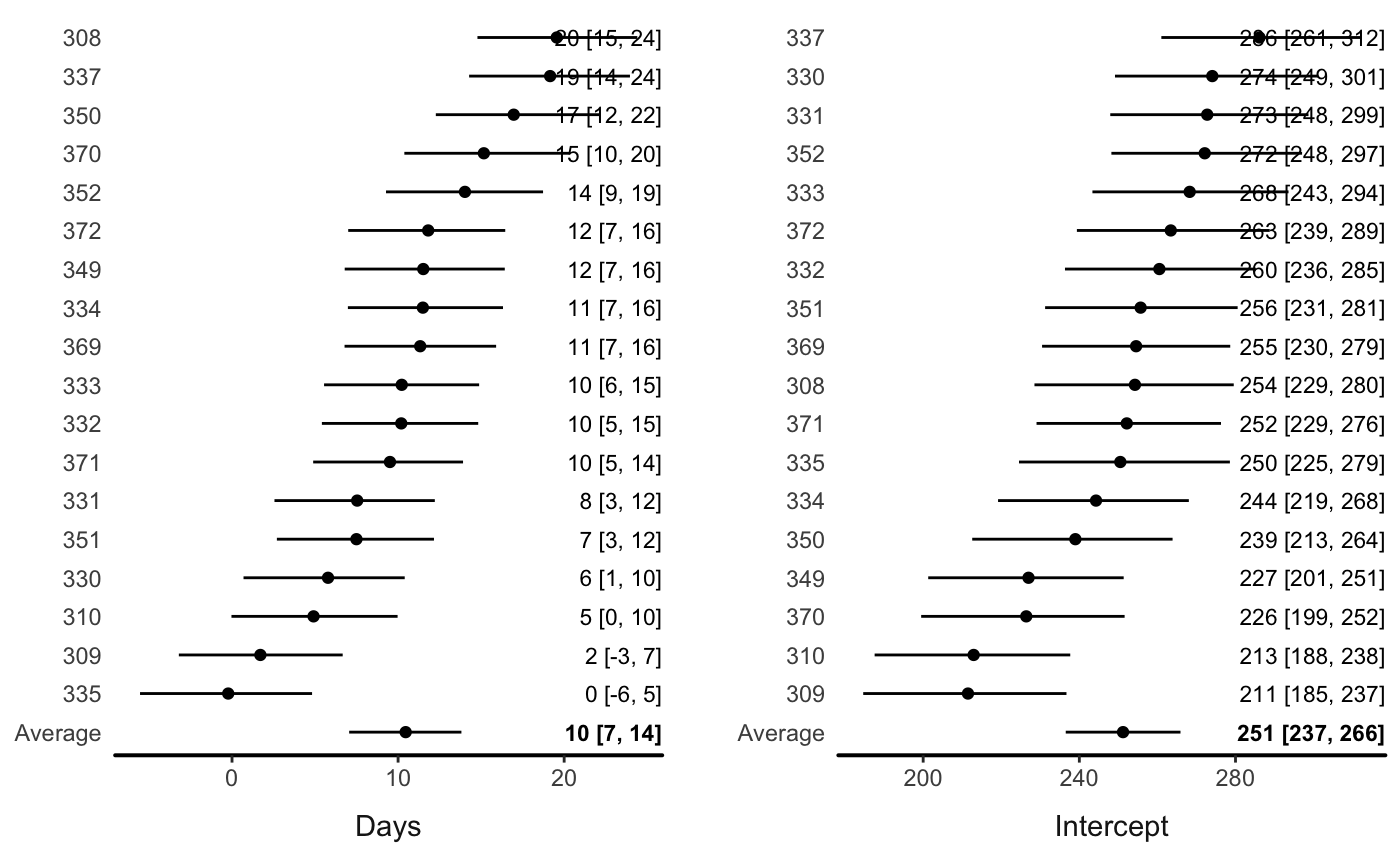 308 20 [15, 24]
337 19 [14, 24]
350 17 [12, 22]
370 15 [10, 20]
352 14 [9, 19]
372 12 [7, 16]
349 12 [7, 16]
334 11 [7, 16]
369 11 [7, 16]
333 10 [6, 15]
332 10 [5, 15]
371 10 [5, 14]
331 8 [3, 12]
351 7 [3, 12]
330 6 [1, 10]
310 5 [0, 10]
309 2 [-3, 7]
335 0 [-6, 5]
Average 10 [7, 14]
0 10 20
Days
337 286 [261, 312]
330 274 [249, 301]
331 273 [248, 299]
352 272 [248, 297]
333 268 [243, 294]
372 263 [239, 289]
332 260 [236, 285]
351 256 [231, 281]
369 255 [230, 279]
308 254 [229, 280]
371 252 [229, 276]
335 250 [225, 279]
334 244 [219, 268]
350 239 [213, 264]
349 227 [201, 251]
370 226 [199, 252]
310 213 [188, 238]
309 211 [185, 237]
Average 251 [237, 266]
200 240 280
Intercept